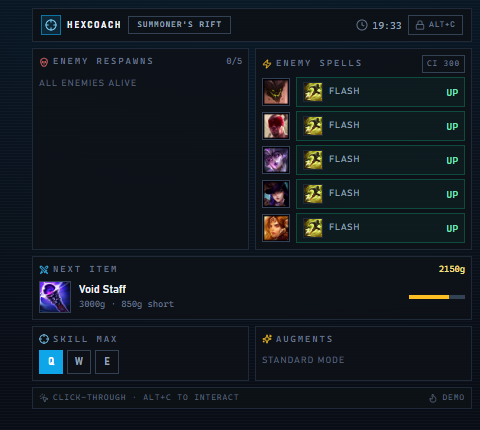 HEXCOACH SUMMONER'S RIFT 19:33 ALT+C
ENEMY RESPAWNS 0/5
ALL ENEMIES ALIVE
ENEMY SPELLS CI 300
FLASH UP
FLASH UP
FLASH UP
FLASH UP
FLASH UP
NEXT ITEM 2150g
Void Staff
3000g · 850g short
SKILL MAX
Q W E
AUGMENTS
STANDARD MODE
CLICK-THROUGH · ALT+C TO INTERACT DEMO